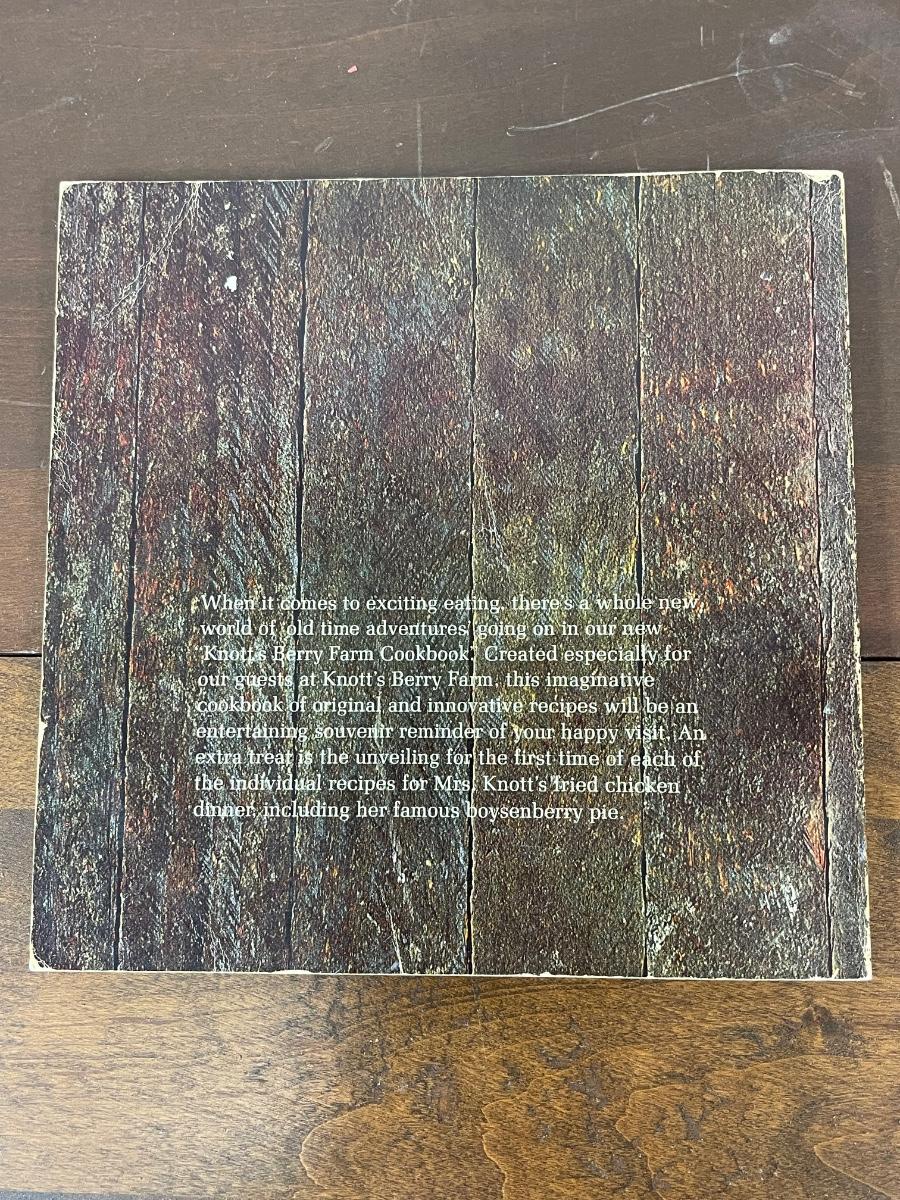 When it comes to exciting eating, there's a whole new
world of old time adventures going on in our new
"Knott's Berry Farm Cookbook." Created especially for
our guests at Knott's Berry Farm, this imaginative
cookbook of original and innovative recipes will be an
entertaining souvenir reminder of your happy visit. An
extra treat is the unveiling for the first time of each of
the individual recipes for Mrs. Knott's fried chicken
dinner, including her famous boysenberry pie.